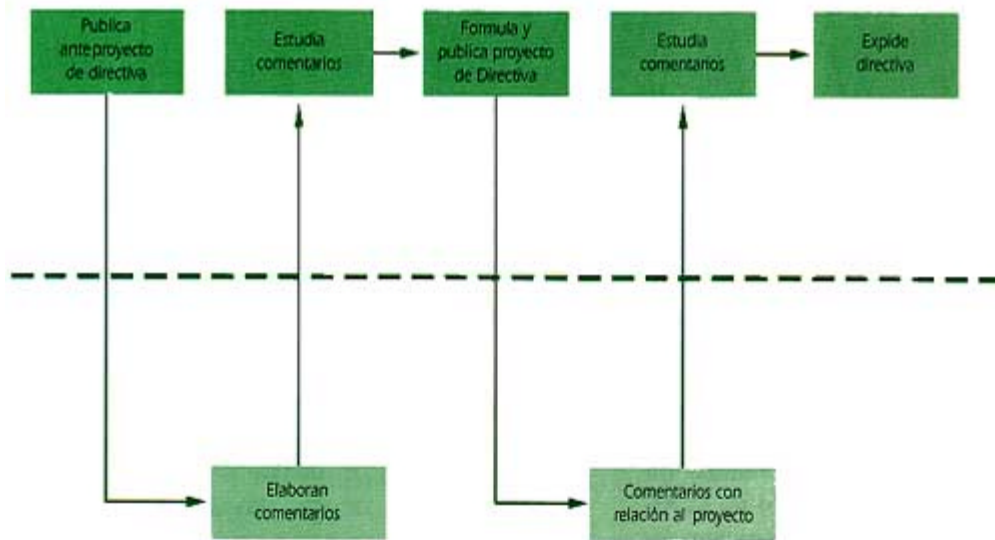 Publica
anteproyecto
de directiva
Estudia
comentarios
Formula y
publica proyecto
de Directiva
Estudia
comentarios
Expide
directiva
Elaboran
comentarios
Comentarios con
relación al proyecto